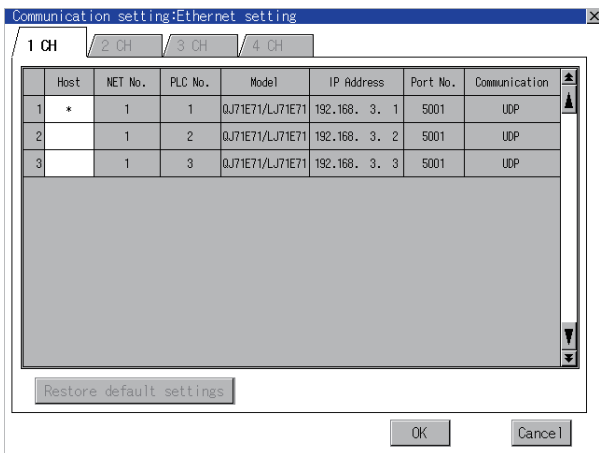 Communication setting:Ethernet setting
1 CH 2 CH 3 CH 4 CH
Host NET No. PLC No. Model IP Address Port No. Communication
1 * 1 1 QJ71E71/LJ71E71 192.168. 3. 1 5001 UDP
2 1 2 QJ71E71/LJ71E71 192.168. 3. 2 5001 UDP
3 1 3 QJ71E71/LJ71E71 192.168. 3. 3 5001 UDP
Restore default settings
OK Cancel